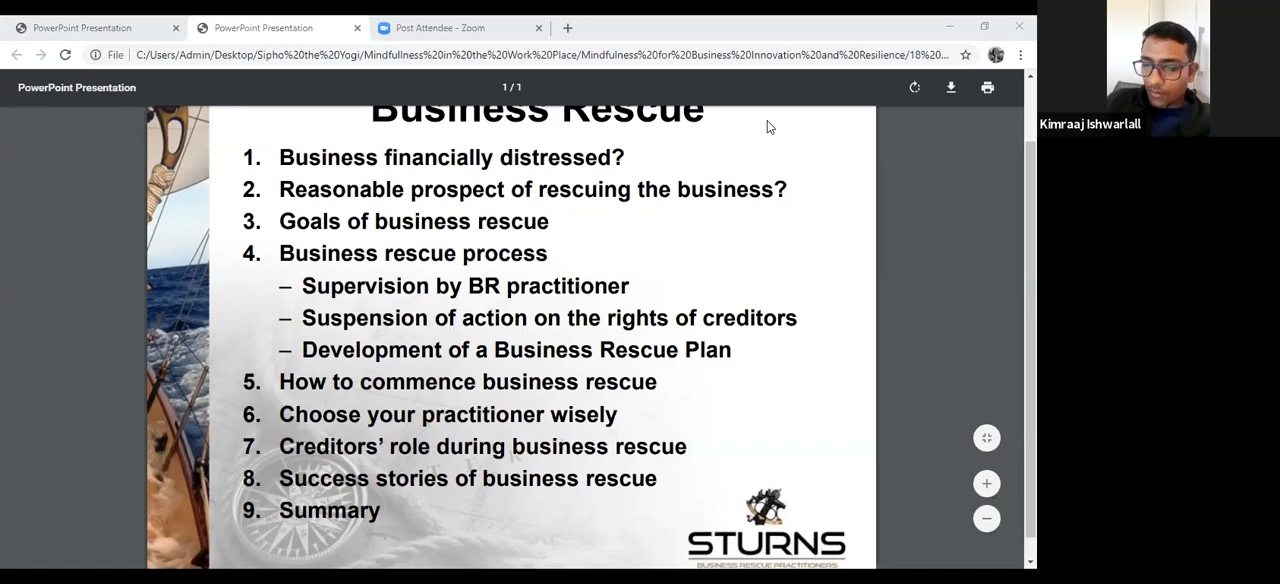 PowerPoint Presentation
PowerPoint Presentation
Post Attendee - Zoom
File
C:/Users/Admin/Desktop/Sipho%20the%20Yogi/Mindfullness%20in%20the%20Work%20Place/Mindfulness%20for%20Business%20Innovation%20and%20Resilience/18%20...
PowerPoint Presentation
1 / 1
Kimraaj Ishwarlall
Business Rescue
1. Business financially distressed?
2. Reasonable prospect of rescuing the business?
3. Goals of business rescue
4. Business rescue process
– Supervision by BR practitioner
– Suspension of action on the rights of creditors
– Development of a Business Rescue Plan
5. How to commence business rescue
6. Choose your practitioner wisely
7. Creditors' role during business rescue
8. Success stories of business rescue
9. Summary
STURNS
BUSINESS RESCUE PRACTITIONERS